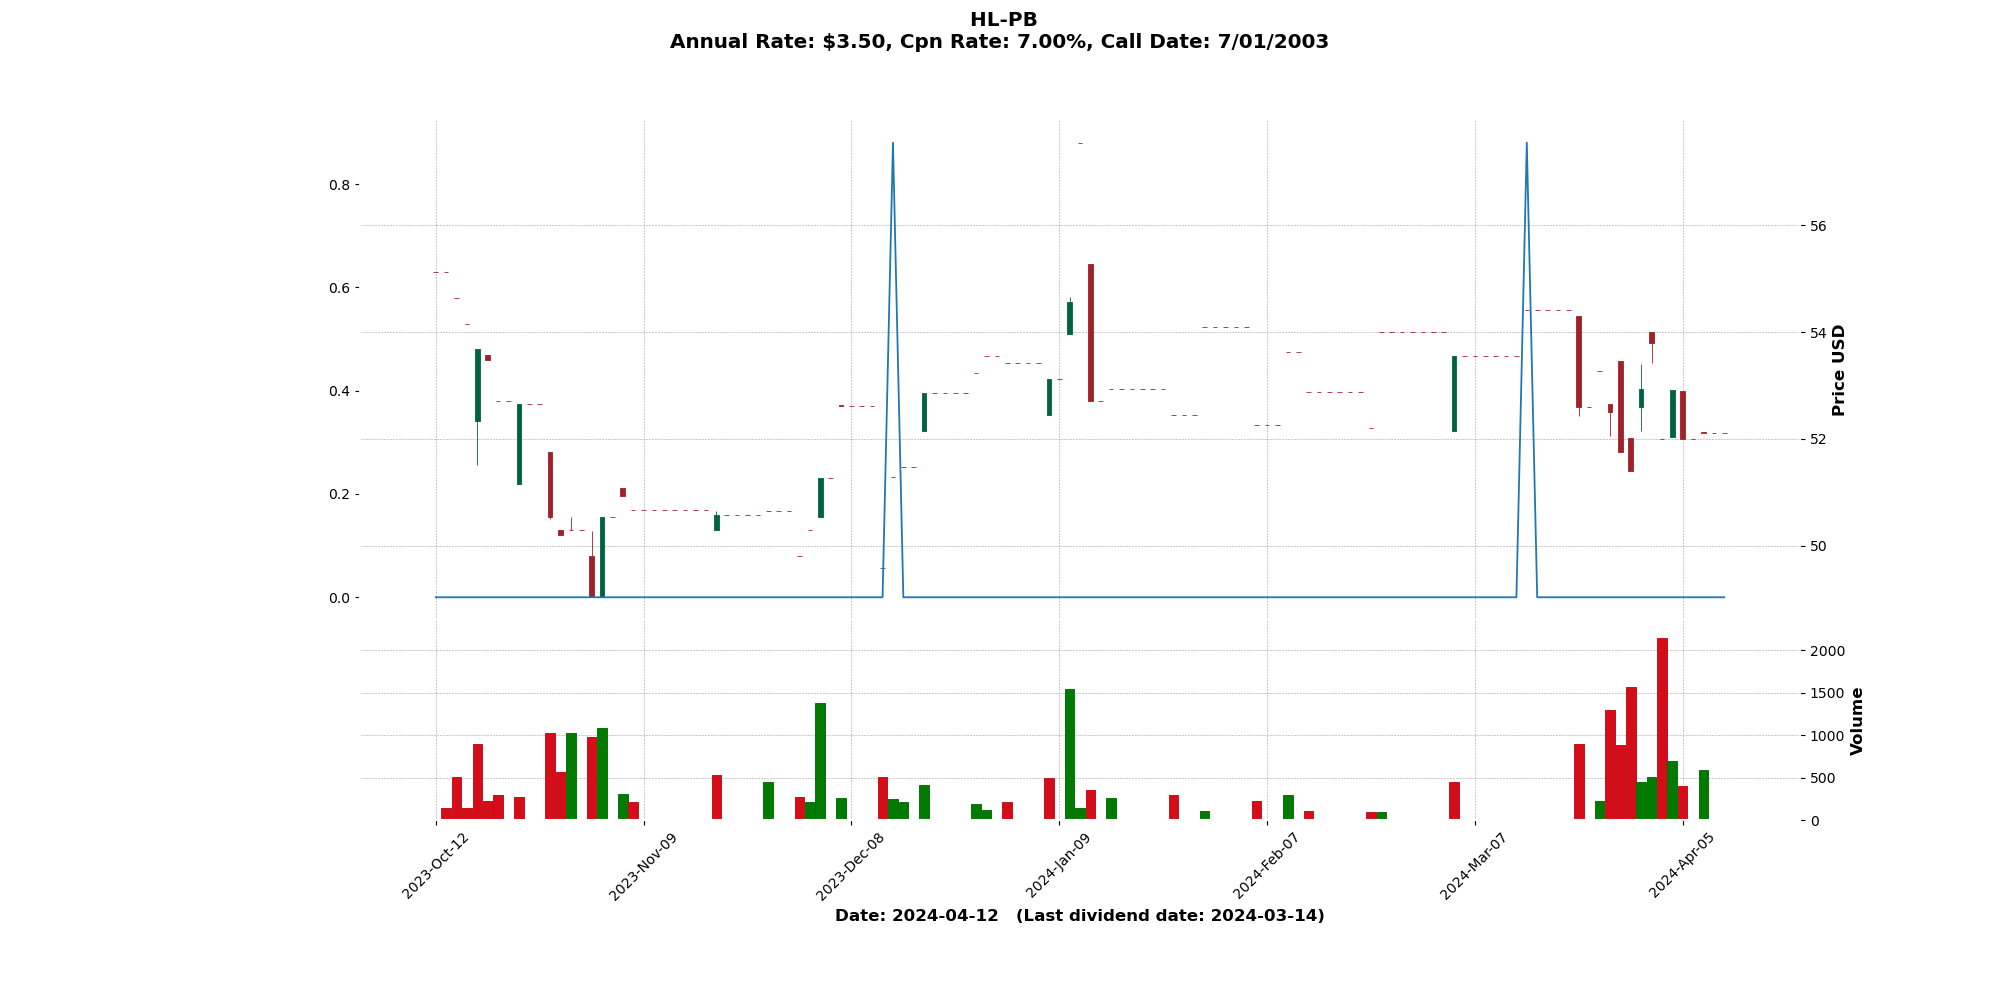 HL-PB
Annual Rate: $3.50, Cpn Rate: 7.00%, Call Date: 7/01/2003
0.8
0.6
0.4
0.2
0.0
56
54
52
50
Price USD
2000
1500
1000
500
0
Volume
2023-Oct-12
2023-Nov-09
2023-Dec-08
2024-Jan-09
2024-Feb-07
2024-Mar-07
2024-Apr-05
Date: 2024-04-12 (Last dividend date: 2024-03-14)